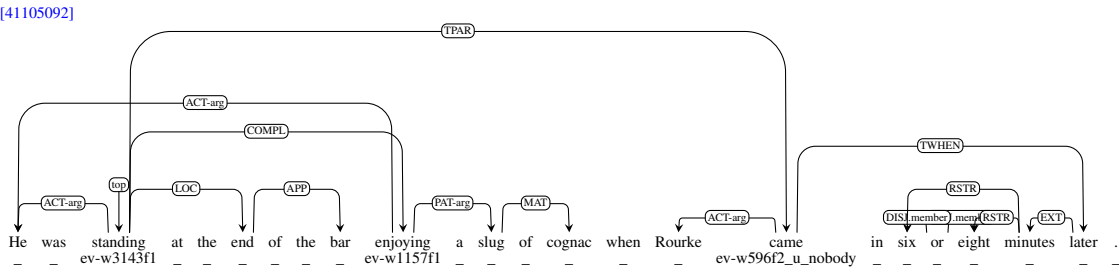 [41105092]
TPAR
ACT-arg
COMPL
TWHEN
top
LOC
APP
RSTR
ACT-arg
PAT-arg
MAT
ACT-arg
DISJ.member
RSTR
EXT
He was standing at the end of the bar enjoying a slug of cognac when Rourke came in six or eight minutes later .
_ _ ev-w3143f1 _ _ _ _ _ _ ev-w1157f1 _ _ _ _ _ _ ev-w596f2_u_nobody _ _ _ _ _ _ _